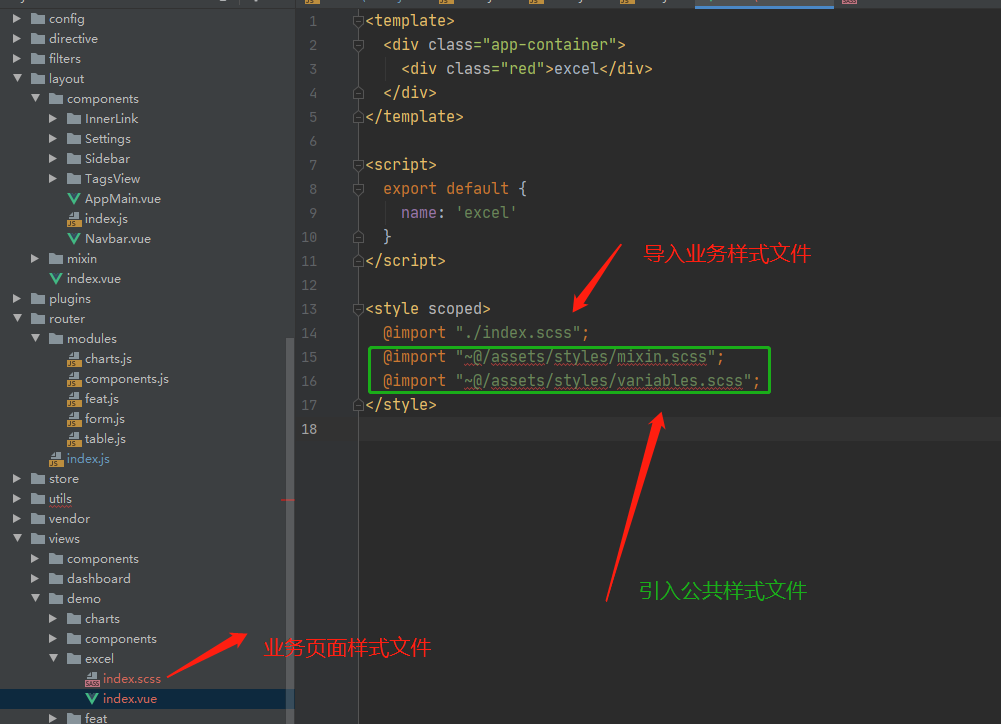 config
directive
filters
layout
components
InnerLink
Settings
Sidebar
TagsView
AppMain.vue
index.js
Navbar.vue
mixin
index.vue
plugins
router
modules
charts.js
components.js
feat.js
form.js
table.js
index.js
store
utils
vendor
views
components
dashboard
demo
charts
components
excel
index.scss
index.vue
feat
业务页面样式文件
1 <template>
2 <div class="app-container">
3 <div class="red">excel</div>
4 </div>
5 </template>
6
7 <script>
8 export default {
9 name: 'excel'
10 }
11 </script>
12
13 <style scoped>
14 @import "./index.scss";
15 @import "~@/assets/styles/mixin.scss";
16 @import "~@/assets/styles/variables.scss";
17 </style>
18
导入业务样式文件
引入公共样式文件